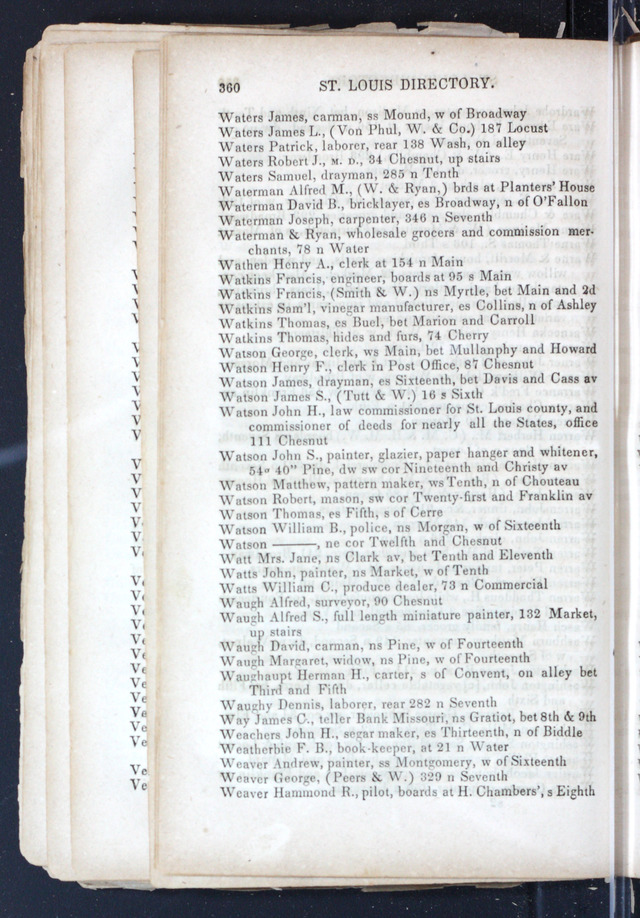 360 ST. LOUIS DIRECTORY.
Waters James, carman, ss Mound, w of Broadway
Waters James L., (Von Phul, W. & Co.) 187 Locust
Waters Patrick, laborer, rear 138 Wash, on alley
Waters Robert J., M. D., 34 Chesnut, up stairs
Waters Samuel, drayman, 285 n Tenth
Waterman Alfred M., (W. & Ryan,) brds at Planters' House
Waterman David B., bricklayer, es Broadway, n of O'Fallon
Waterman Joseph, carpenter, 346 n Seventh
Waterman & Ryan, wholesale grocers and commission mer-
chants, 78 n Water
Wathen Henry A., clerk at 154 n Main
Watkins Francis, engineer, boards at 95 s Main
Watkins Francis, (Smith & W.) ns Myrtle, bet Main and 2d
Watkins Sam'l, vinegar manufacturer, es Collins, n of Ashley
Watkins Thomas, es Buel, bet Marion and Carroll
Watkins Thomas, hides and furs, 74 Cherry
Watson George, clerk, ws Main, bet Mullanphy and Howard
Watson Henry F., clerk in Post Office, 87 Chesnut
Watson James, drayman, es Sixteenth, bet Davis and Cass av
Watson James S., (Tutt & W.) 16 s Sixth
Watson John H., law commissioner for St. Louis county, and
commissioner of deeds for nearly all the States, office
111 Chesnut
Watson John S., painter, glazier, paper hanger and whitener,
54 40” Pine, dw sw cor Nineteenth and Christy av
Watson Matthew, pattern maker, ws Tenth, n of Chouteau
Watson Robert, mason, sw cor Twenty-first and Franklin av
Watson Thomas, es Fifth, s of Cerre
Watson William B., police, ns Morgan, w of Sixteenth
Watson ———, ne cor Twelfth and Chesnut
Watt Mrs. Jane, ns Clark av, bet Tenth and Eleventh
Watts John, painter, ns Market, w of Tenth
Watts William C., produce dealer, 73 n Commercial
Waugh Alfred, surveyor, 90 Chesnut
Waugh Alfred S., full length miniature painter, 132 Market,
up stairs
Waugh David, carman, ns Pine, w of Fourteenth
Waugh Margaret, widow, ns Pine, w of Fourteenth
Waughaupt Herman H., carter, s of Convent, on alley bet
Third and Fifth
Waughy Dennis, laborer, rear 282 n Seventh
Way James C., teller Bank Missouri, ns Gratiot, bet 8th & 9th
Weachers John H., segar maker, es Thirteenth, n of Biddle
Weatherbie F. B., book-keeper, at 21 n Water
Weaver Andrew, painter, ss Montgomery, w of Sixteenth
Weaver George, (Peers & W.) 329 n Seventh
Weaver Hammond R., pilot, boards at H. Chambers', s Eighth